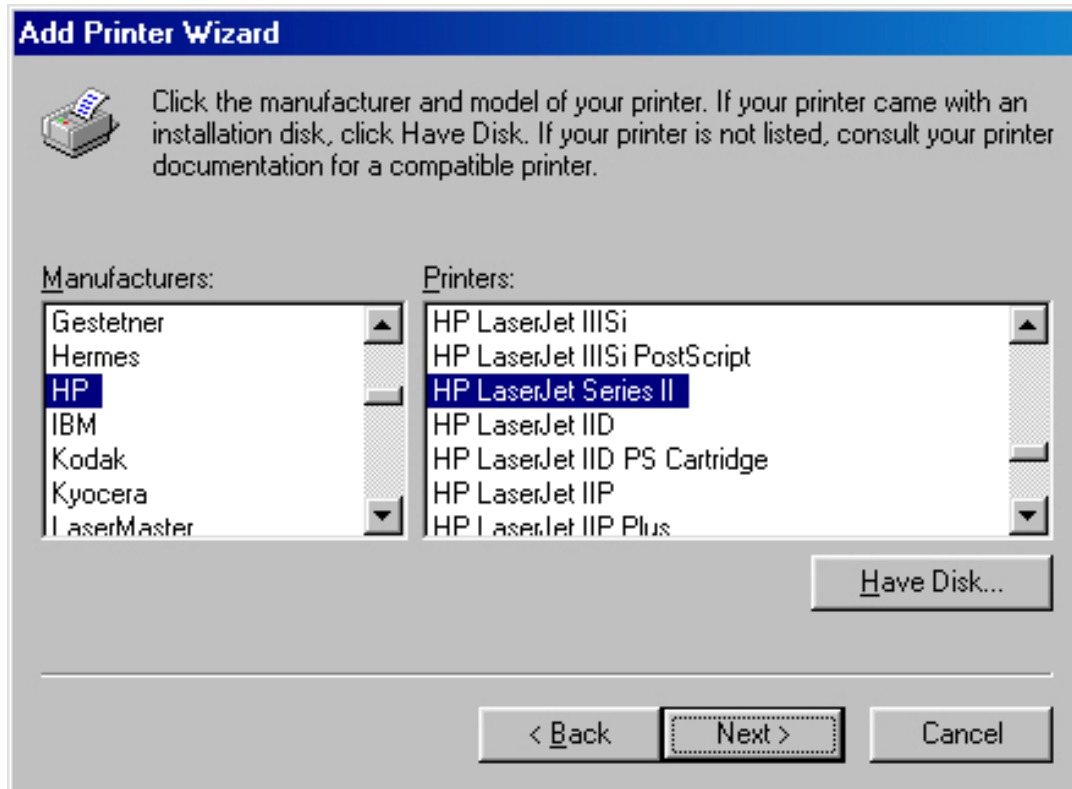 Add Printer Wizard
Click the manufacturer and model of your printer. If your printer came with an
installation disk, click Have Disk. If your printer is not listed, consult your printer
documentation for a compatible printer.
Manufacturers:
Gestetner
Hermes
HP
IBM
Kodak
Kyocera
LaserMaster
Printers:
HP LaserJet IIISi
HP LaserJet IIISi PostScript
HP LaserJet Series II
HP LaserJet IID
HP LaserJet IID PS Cartridge
HP LaserJet IIP
HP LaserJet IIP Plus
Have Disk...
< Back
Next >
Cancel